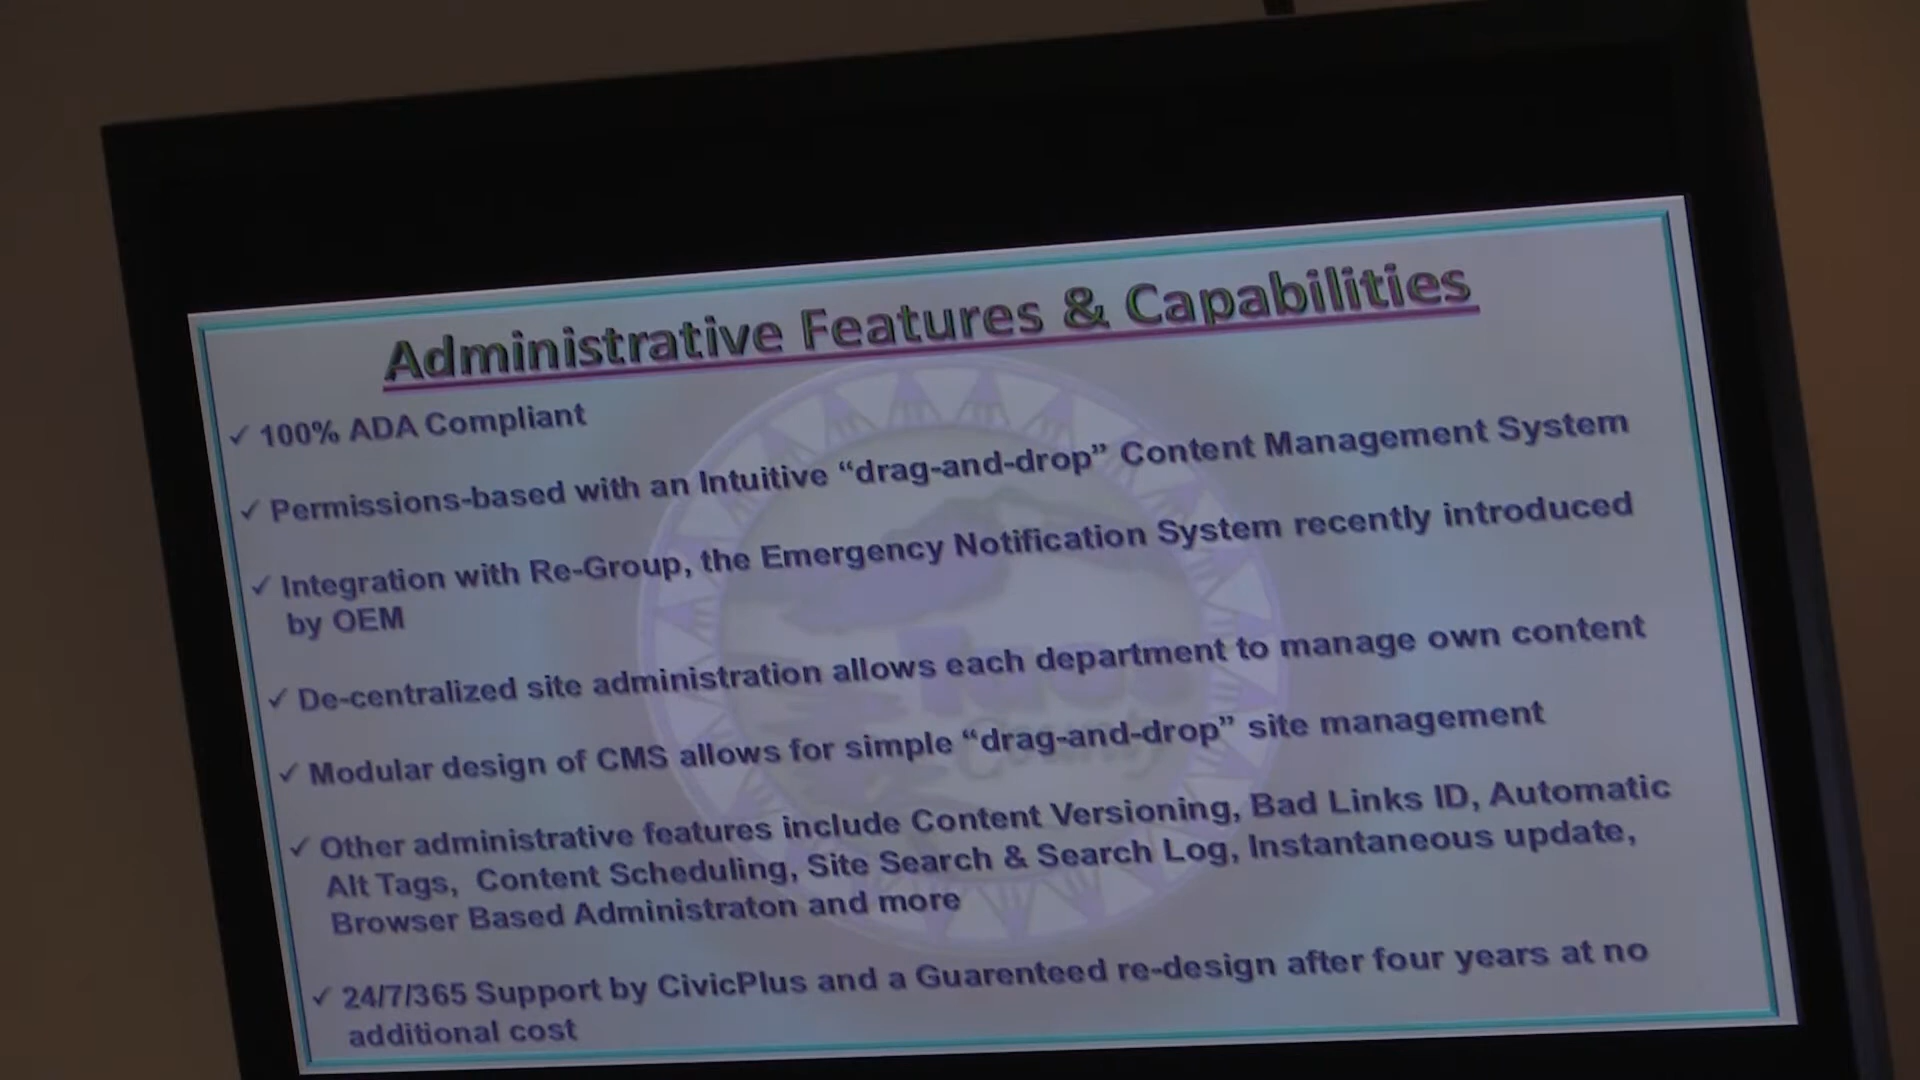 Administrative Features & Capabilities
✓ 100% ADA Compliant
✓ Permissions-based with an Intuitive “drag-and-drop” Content Management System
✓ Integration with Re-Group, the Emergency Notification System recently introduced
by OEM
✓ De-centralized site administration allows each department to manage own content
✓ Modular design of CMS allows for simple “drag-and-drop” site management
✓ Other administrative features include Content Versioning, Bad Links ID, Automatic
Alt Tags, Content Scheduling, Site Search & Search Log, Instantaneous update,
Browser Based Administraton and more
✓ 24/7/365 Support by CivicPlus and a Guarenteed re-design after four years at no
additional cost
Taos
County